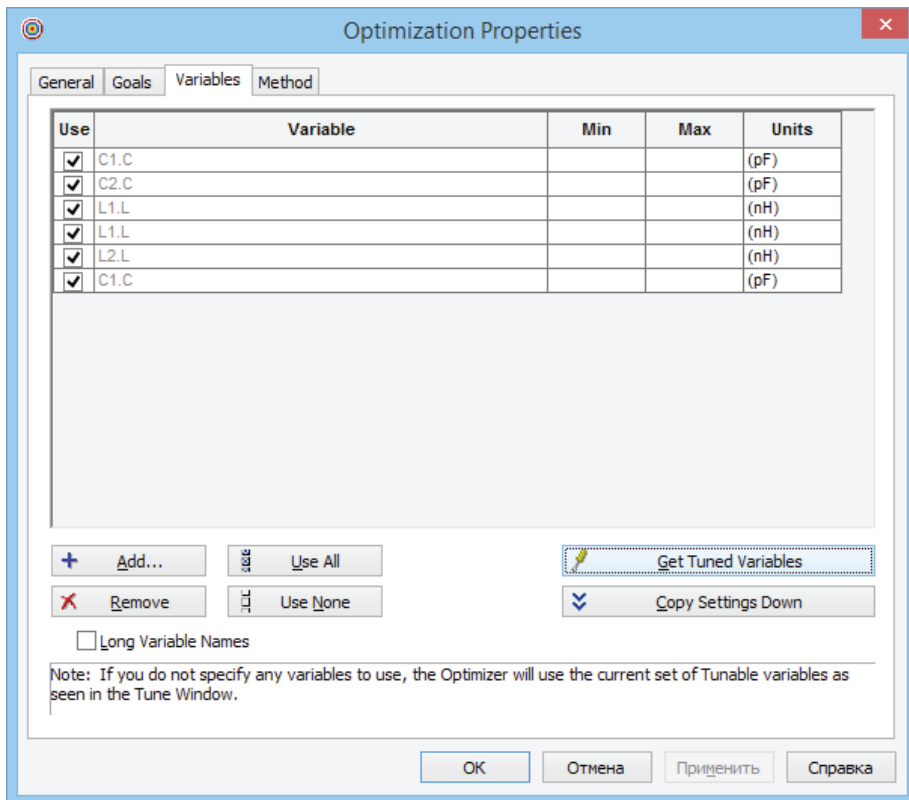 Optimization Properties
General Goals Variables Method
Use Variable Min Max Units
C1.C (pF)
C2.C (pF)
L1.L (nH)
L1.L (nH)
L2.L (nH)
C1.C (pF)
Add... Use All Get Tuned Variables
Remove Use None Copy Settings Down
Long Variable Names
Note: If you do not specify any variables to use, the Optimizer will use the current set of Tunable variables as
seen in the Tune Window.
OK Отмена Применить Справка